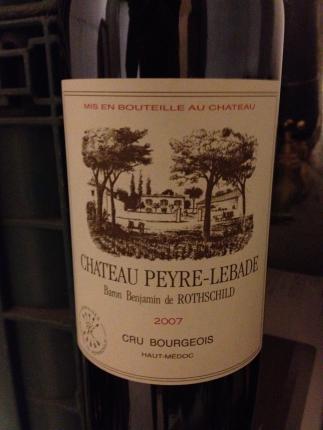 MIS EN BOUTEILLE AU CHATEAU
CHATEAU PEYRE-LEBADE
Baron Benjamin de ROTHSCHILD
2007
CRU BOURGEOIS
HAUT-MÉDOC